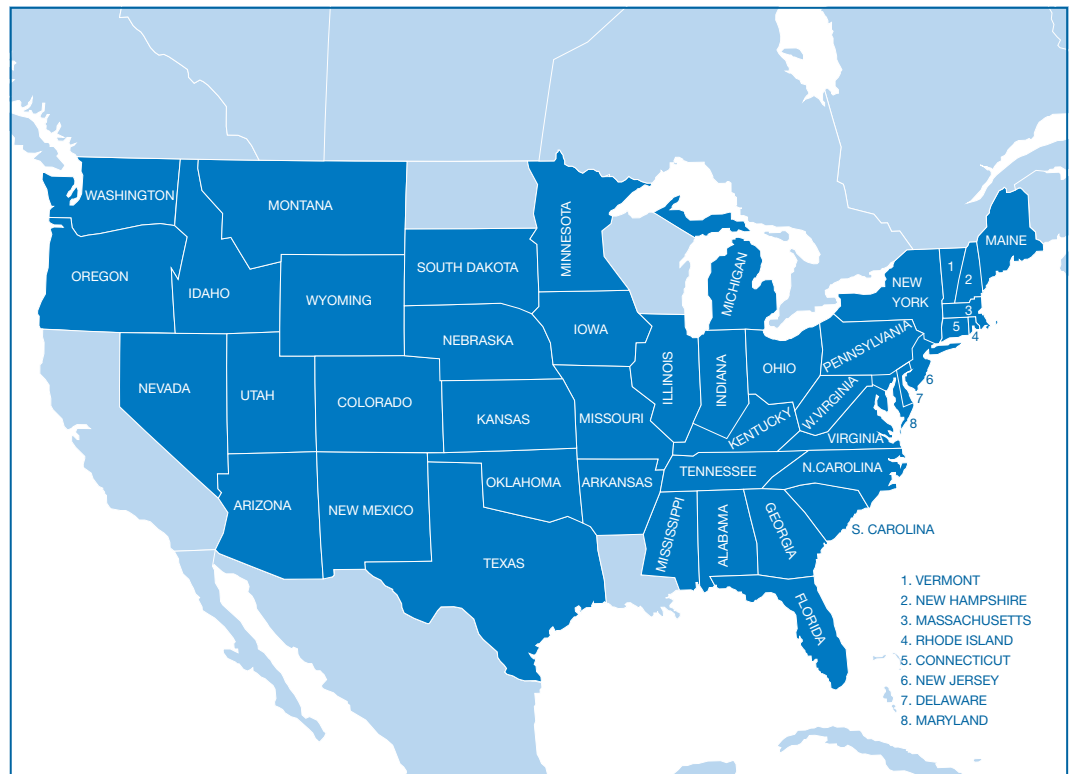 WASHINGTON
MONTANA
MINNESOTA
MAINE
OREGON
IDAHO
SOUTH DAKOTA
MICHIGAN
NEW
YORK
1
2
WYOMING
3
IOWA
5
4
NEBRASKA
PENNSYLVANIA
NEVADA
UTAH
COLORADO
ILLINOIS
INDIANA
OHIO
6
W.VIRGINIA
7
KANSAS
MISSOURI
KENTUCKY
8
VIRGINIA
TENNESSEE
N.CAROLINA
ARIZONA
NEW MEXICO
OKLAHOMA
ARKANSAS
MISSISSIPPI
ALABAMA
GEORGIA
S. CAROLINA
TEXAS
FLORIDA
1. VERMONT
2. NEW HAMPSHIRE
3. MASSACHUSETTS
4. RHODE ISLAND
5. CONNECTICUT
6. NEW JERSEY
7. DELAWARE
8. MARYLAND